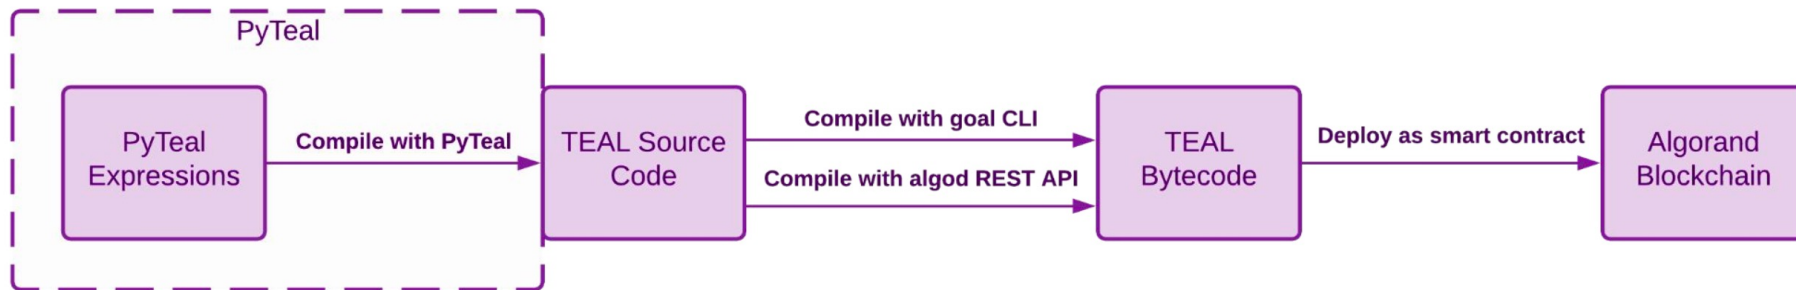 PyTeal
PyTeal
Expressions
Compile with PyTeal
TEAL Source
Code
Compile with goal CLI
Compile with algod REST API
TEAL
Bytecode
Deploy as smart contract
Algorand
Blockchain